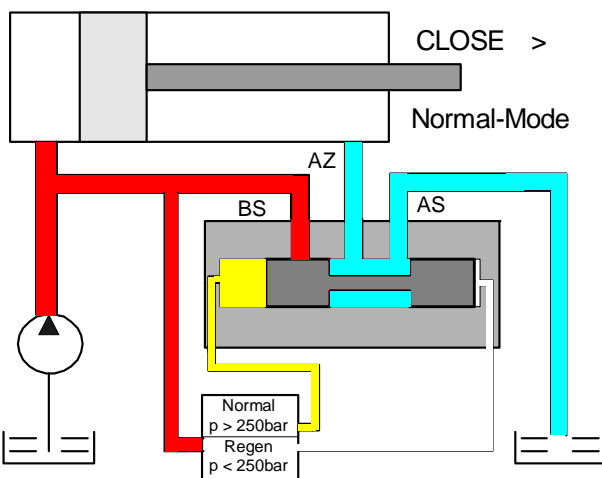 CLOSE >
Normal-Mode
AZ
BS
AS
Normal
p > 250bar
Regen
p < 250bar